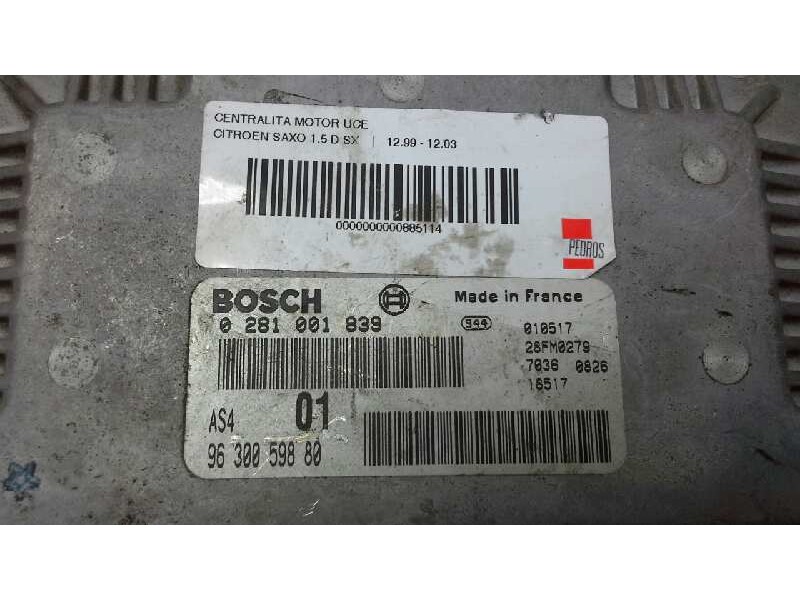 CENTRALITA MOTOR UCE
CITROEN SAXO 1.5 D SX | 12.99 - 12.03
0000000000885114
PEDROS
BOSCH Made in France
0 281 001 839 944 010517
28FM0279
7036 0826
18517
AS4 01
96 300 598 80